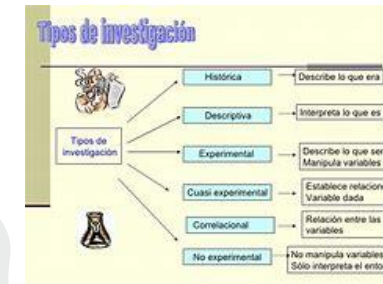 Tipos de investigación
Histórica
Describe lo que era
Descriptiva
Interpreta lo que es
Tipos de
investigación
Experimental
Describe lo que ser
Manipula variables
Cuasi experimental
Establece relacion
Variable dada
Correlacional
Relación entre las
variables
No experimental
No manipula variables
Sólo interpreta el ento